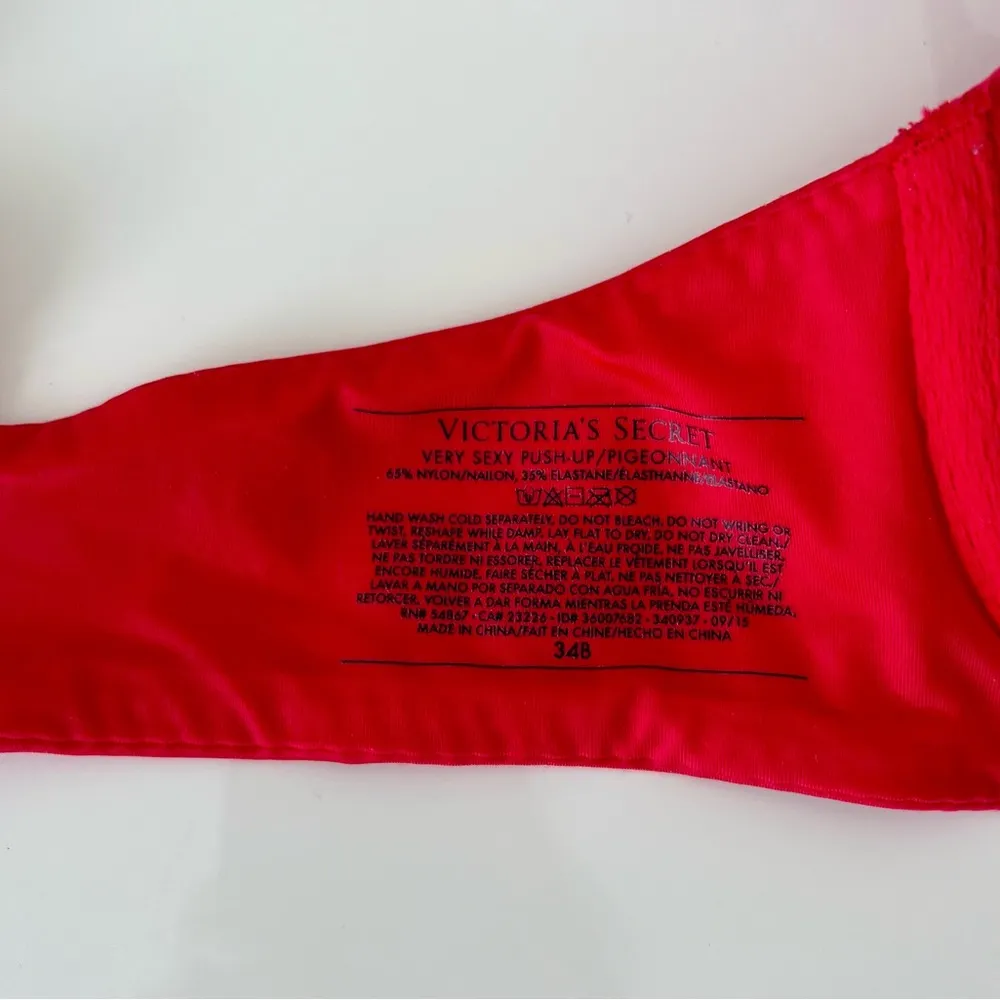 VICTORIA'S SECRET
VERY SEXY PUSH-UP/PIGEONNANT
65% NYLON/NAILON, 35% ELASTANE/ÉLASTHANNE/ELASTANO
HAND WASH COLD SEPARATELY. DO NOT BLEACH. DO NOT WRING OR
TWIST. RESHAPE WHILE DAMP. LAY FLAT TO DRY. DO NOT DRY CLEAN./
LAVER SÉPARÉMENT À LA MAIN, À L'EAU FROIDE. NE PAS JAVELLISER.
NE PAS TORDRE NI ESSORER. REPLACER LE VÊTEMENT LORSQU'IL EST
ENCORE HUMIDE. FAIRE SÉCHER À PLAT. NE PAS NETTOYER À SEC./
LAVAR A MANO POR SEPARADO CON AGUA FRÍA. NO ESCURRIR NI
RETORCER. VOLVER A DAR FORMA MIENTRAS LA PRENDA ESTÉ HUMEDA.
RN# 54867 · CA# 23226 · ID# 36007682 · 340937 · 09/15
MADE IN CHINA/FAIT EN CHINE/HECHO EN CHINA
34B